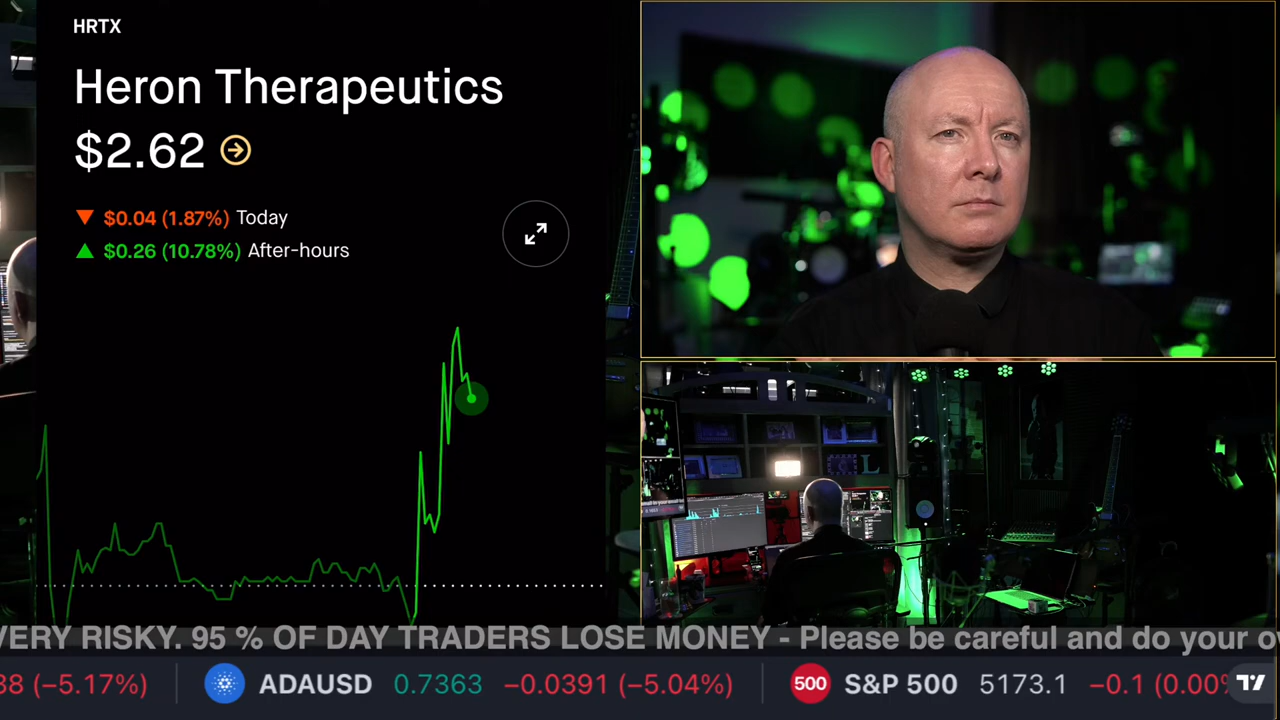 HRTX
Heron Therapeutics
$2.62
$0.04 (1.87%) Today
$0.26 (10.78%) After-hours
VERY RISKY. 95 % OF DAY TRADERS LOSE MONEY - Please be careful and do your
38 (−5.17%) ADAUSD 0.7363 −0.0391 (−5.04%) 500 S&P 500 5173.1 −0.1 (0.00%